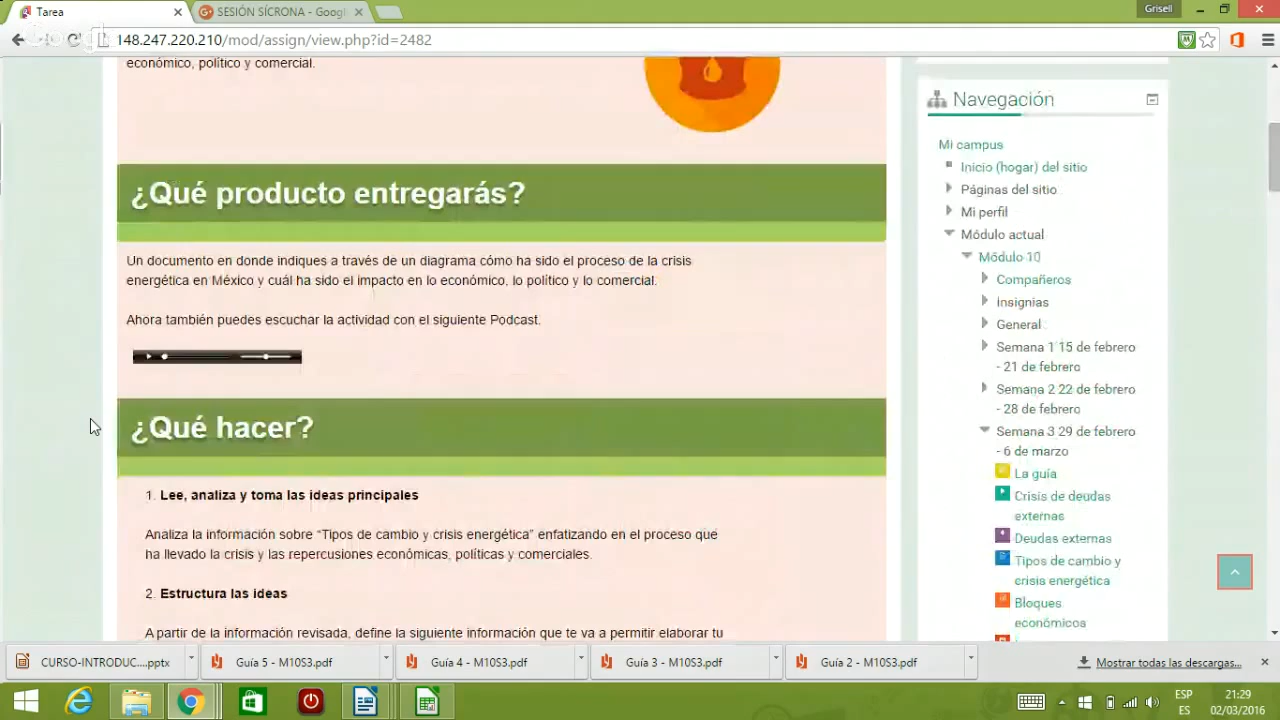 Tarea
SESIÓN SÍCRONA - Googl
Grisell
148.247.220.210/mod/assign/view.php?id=2482
económico, político y comercial.
¿Qué producto entregarás?
Un documento en donde indiques a través de un diagrama cómo ha sido el proceso de la crisis
energética en México y cuál ha sido el impacto en lo económico, lo político y lo comercial.
Ahora también puedes escuchar la actividad con el siguiente Podcast.
¿Qué hacer?
1. Lee, analiza y toma las ideas principales
Analiza la información sobre “Tipos de cambio y crisis energética” enfatizando en el proceso que
ha llevado la crisis y las repercusiones económicas, políticas y comerciales.
2. Estructura las ideas
A partir de la información revisada, define la siguiente información que te va a permitir elaborar tu
Navegación
Mi campus
Inicio (hogar) del sitio
Páginas del sitio
Mi perfil
Módulo actual
Módulo 10
Compañeros
Insignias
General
Semana 1 15 de febrero
- 21 de febrero
Semana 2 22 de febrero
- 28 de febrero
Semana 3 29 de febrero
- 6 de marzo
La guía
Crisis de deudas
externas
Deudas externas
Tipos de cambio y
crisis energética
Bloques
económicos
CURSO-INTRODUC....pptx
Guía 5 - M10S3.pdf
Guía 4 - M10S3.pdf
Guía 3 - M10S3.pdf
Guía 2 - M10S3.pdf
Mostrar todas las descargas...
ESP
ES
21:29
02/03/2016